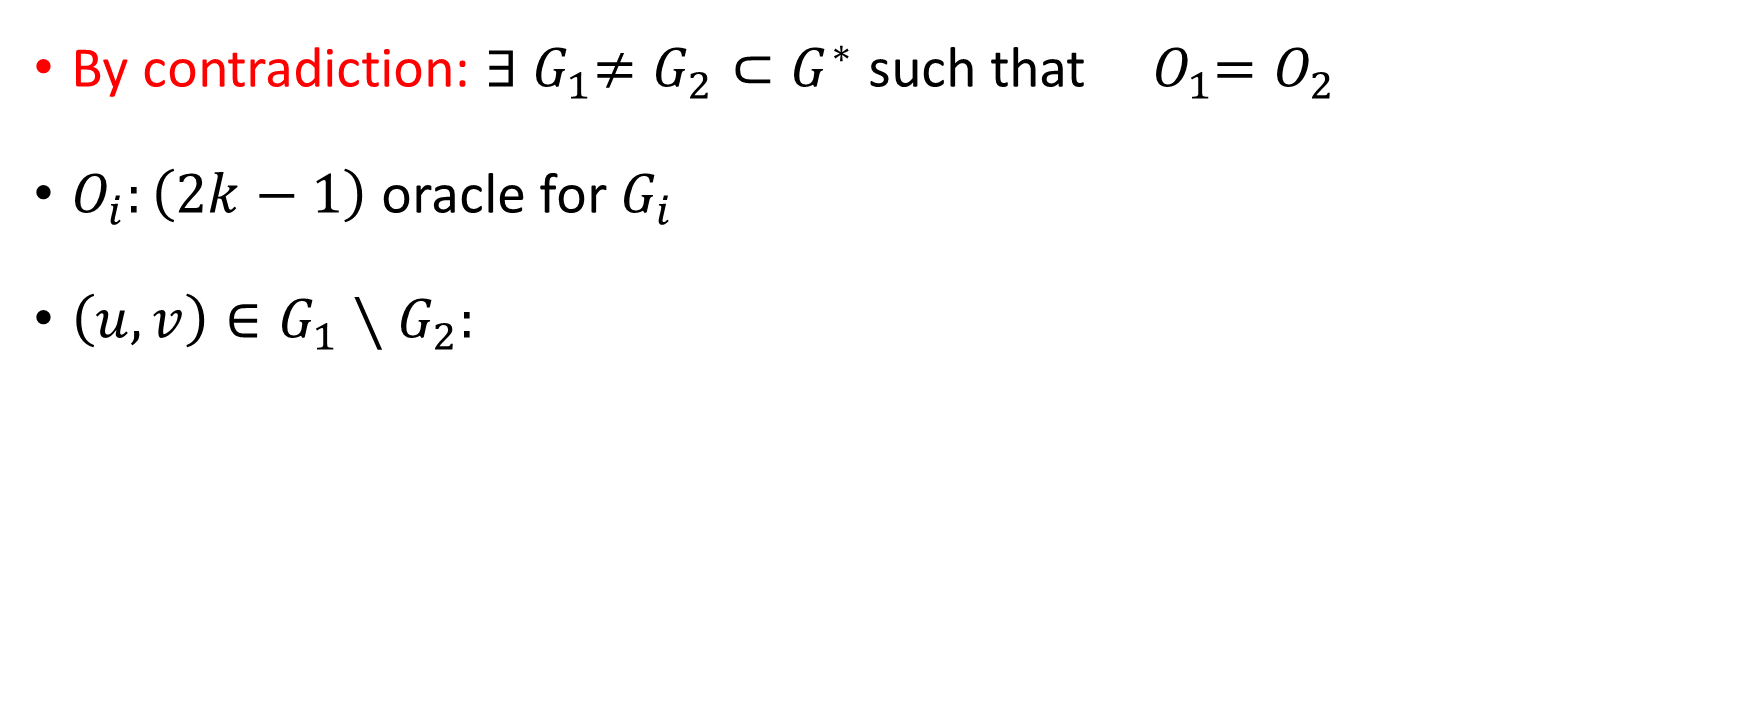 • By contradiction: ∃ G₁≠ G₂ ⊂ G* such that O₁= O₂
• Oᵢ: (2k − 1) oracle for Gᵢ
• (u, v) ∈ G₁ \ G₂: